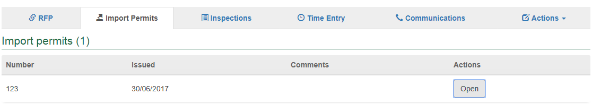 RFP Import Permits Inspections Time Entry Communications Actions
Import permits (1)
Number Issued Comments Actions
123 30/06/2017 Open